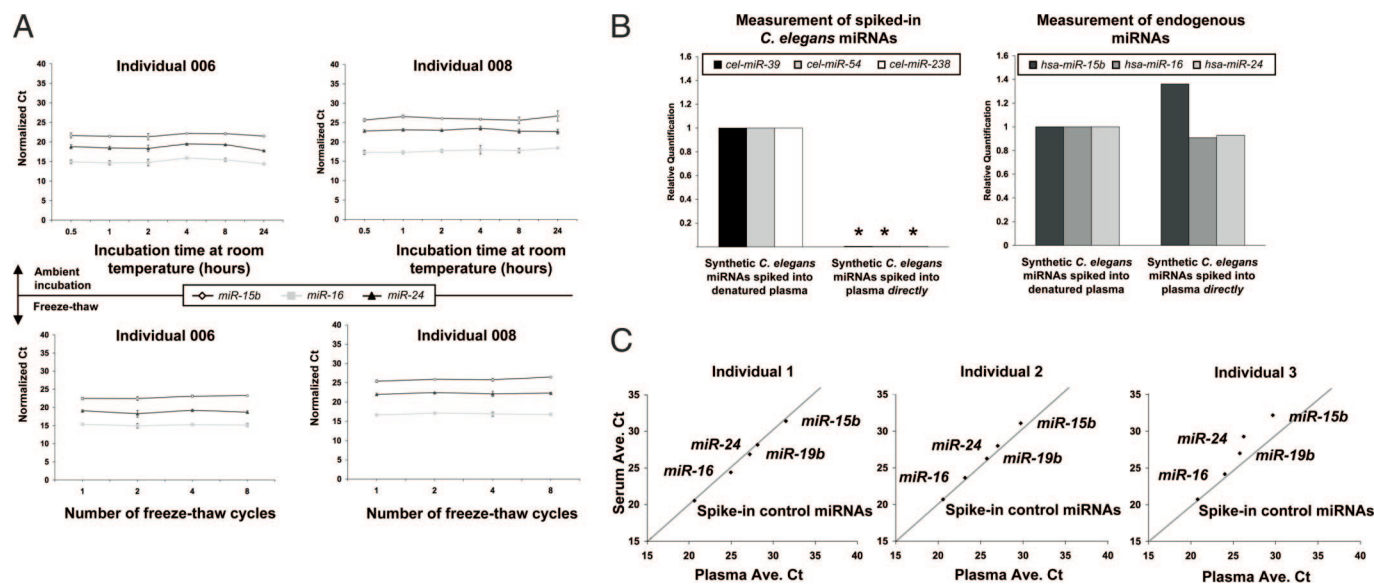 A
Individual 006
Normalized Ct
40
35
30
25
20
15
10
5
0
0.5 1 2 4 8 24
Incubation time at room
temperature (hours)
Individual 008
Normalized Ct
40
35
30
25
20
15
10
5
0
0.5 1 2 4 8 24
Incubation time at room
temperature (hours)
Ambient
incubation
Freeze-thaw
miR-15b miR-16 miR-24
Individual 006
Normalized Ct
40
35
30
25
20
15
10
5
0
1 2 4 8
Number of freeze-thaw cycles
Individual 008
Normalized Ct
40
35
30
25
20
15
10
5
0
1 2 4 8
Number of freeze-thaw cycles
B
Measurement of spiked-in
C. elegans miRNAs
Relative Quantification
1.6
1.4
1.2
1
0.8
0.6
0.4
0.2
cel-miR-39 cel-miR-54 cel-miR-238
* * *
Synthetic C. elegans
miRNAs spiked into
denatured plasma
Synthetic C. elegans
miRNAs spiked into
plasma directly
Measurement of endogenous
miRNAs
Relative Quantification
1.6
1.4
1.2
1
0.8
0.6
0.4
0.2
0
hsa-miR-15b hsa-miR-16 hsa-miR-24
Synthetic C. elegans
miRNAs spiked into
denatured plasma
Synthetic C. elegans
miRNAs spiked into
plasma directly
C
Individual 1
Serum Ave. Ct
35
30
25
20
15
miR-15b
miR-24
miR-19b
miR-16
Spike-in control miRNAs
15 20 25 30 35 40
Plasma Ave. Ct
Individual 2
35
30
25
20
15
miR-15b
miR-24
miR-19b
miR-16
Spike-in control miRNAs
15 20 25 30 35 40
Plasma Ave. Ct
Individual 3
35
30
25
20
15
miR-15b
miR-24
miR-19b
miR-16
Spike-in control miRNAs
15 20 25 30 35 40
Plasma Ave. Ct